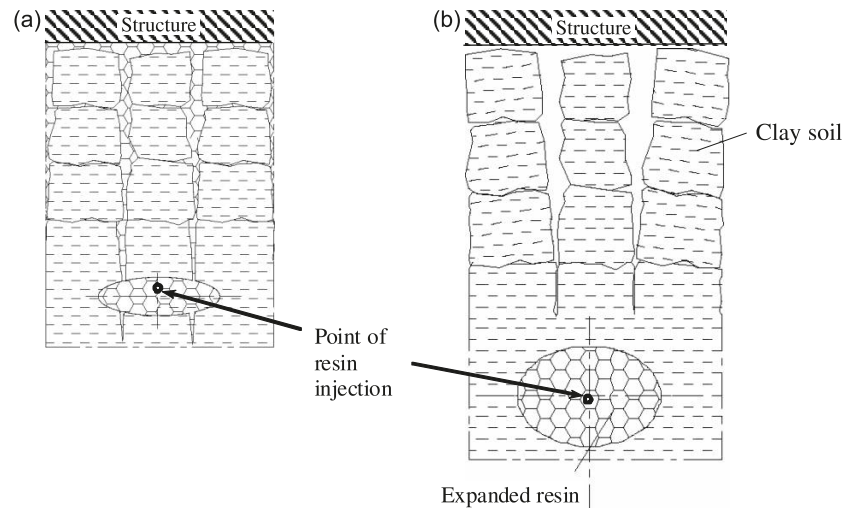 (a)
Structure
(b)
Structure
Clay soil
Point of
resin
injection
Expanded resin